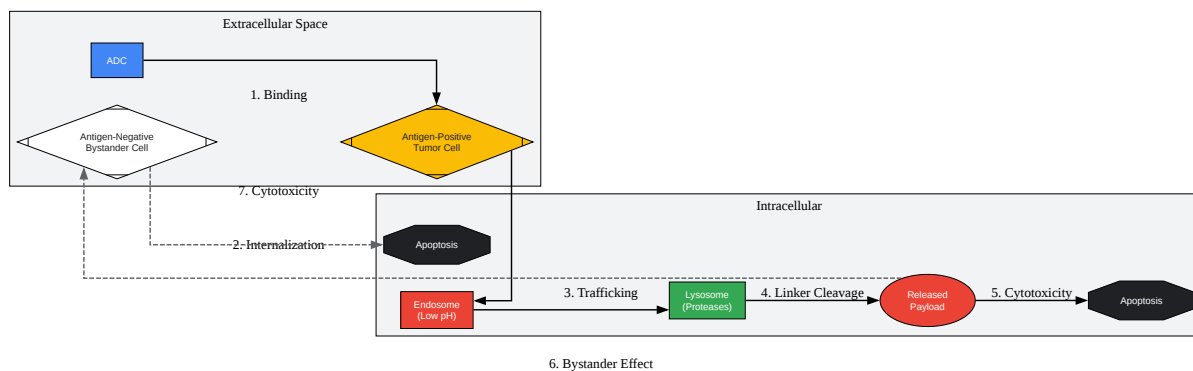 Extracellular Space
ADC
1. Binding
Antigen-Negative
Bystander Cell
Antigen-Positive
Tumor Cell
7. Cytotoxicity
Intracellular
2. Internalization
Apoptosis
Endosome
(Low pH)
3. Trafficking
Lysosome
(Proteases)
4. Linker Cleavage
Released
Payload
5. Cytotoxicity
Apoptosis
6. Bystander Effect